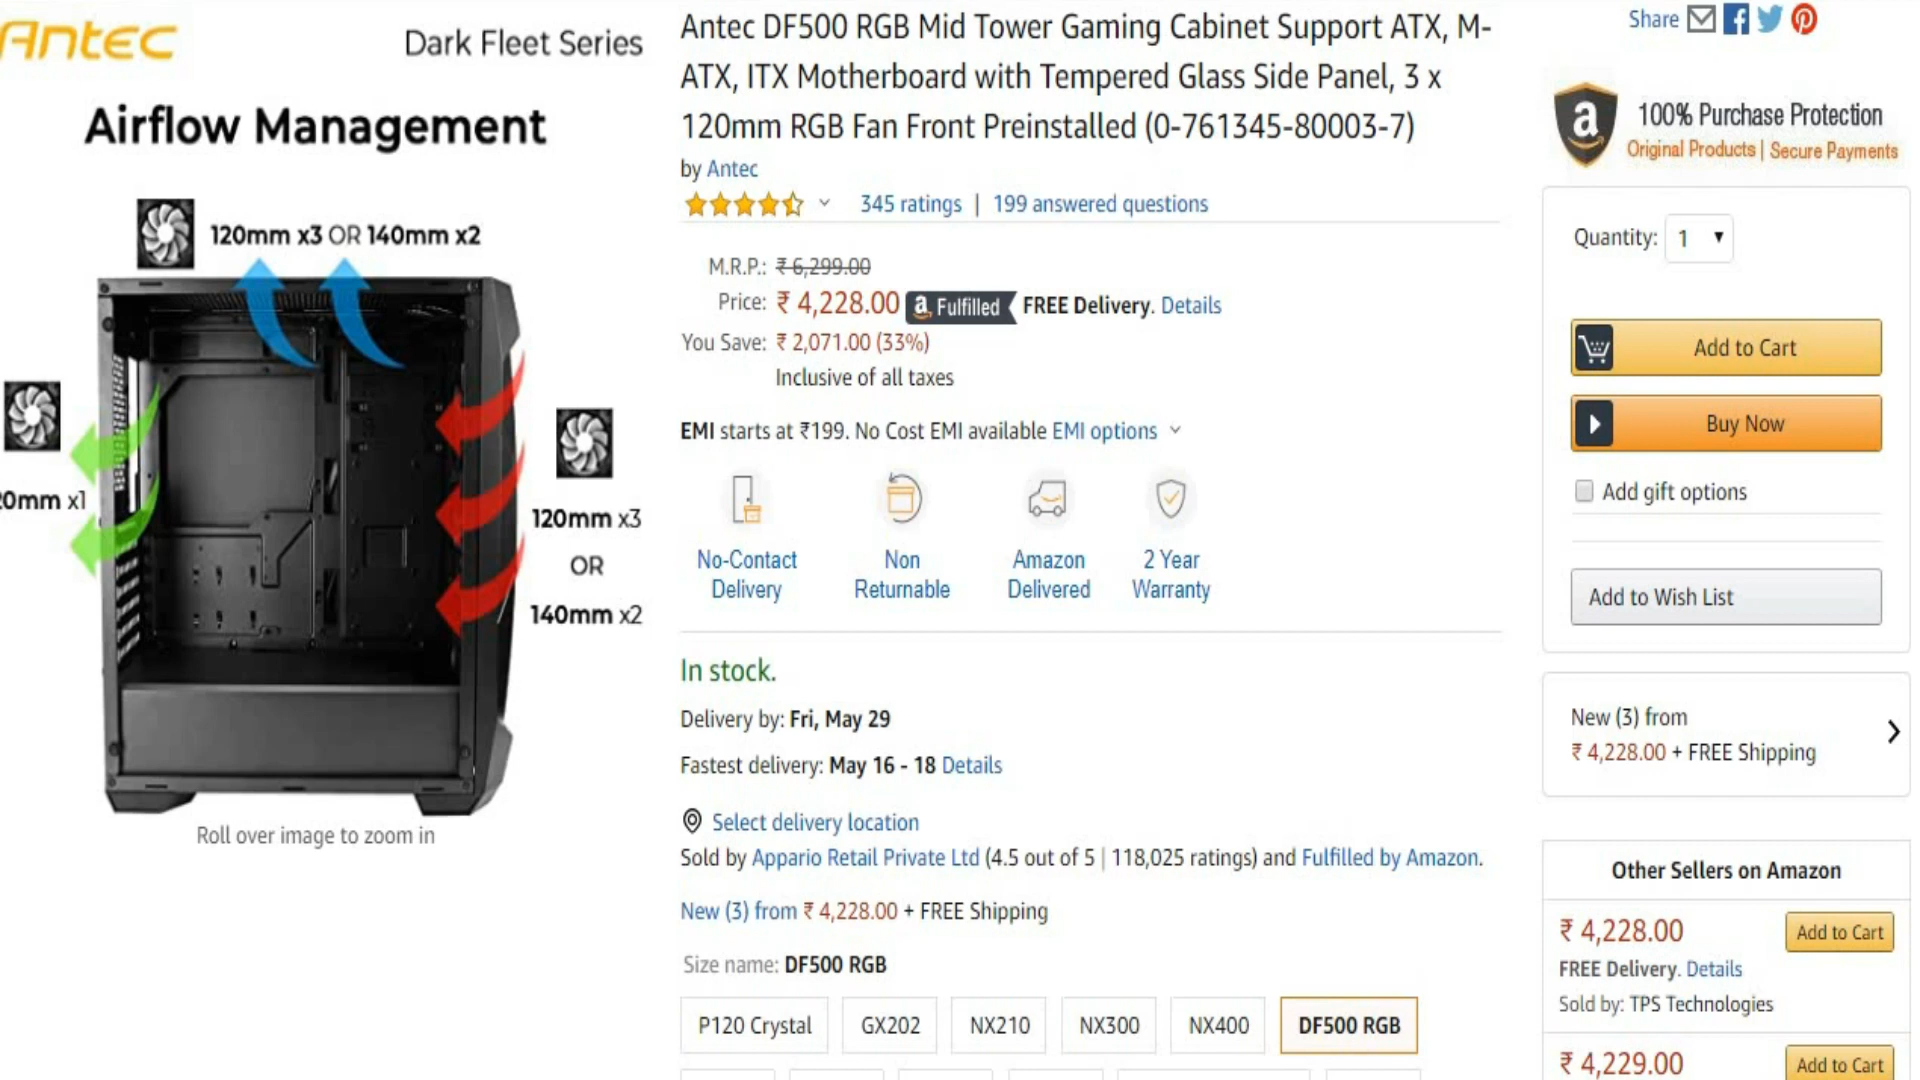 Antec
Dark Fleet Series
Airflow Management
120mm x3 OR 140mm x2
0mm x1
120mm x3
OR
140mm x2
Roll over image to zoom in
Antec DF500 RGB Mid Tower Gaming Cabinet Support ATX, M-
ATX, ITX Motherboard with Tempered Glass Side Panel, 3 x
120mm RGB Fan Front Preinstalled (0-761345-80003-7)
by Antec
345 ratings | 199 answered questions
M.R.P.: ₹ 6,299.00
Price: ₹ 4,228.00 a Fulfilled FREE Delivery. Details
You Save: ₹ 2,071.00 (33%)
Inclusive of all taxes
EMI starts at ₹199. No Cost EMI available EMI options
No-Contact
Delivery
Non
Returnable
Amazon
Delivered
2 Year
Warranty
In stock.
Delivery by: Fri, May 29
Fastest delivery: May 16 - 18 Details
Select delivery location
Sold by Appario Retail Private Ltd (4.5 out of 5 | 118,025 ratings) and Fulfilled by Amazon.
New (3) from ₹ 4,228.00 + FREE Shipping
Size name: DF500 RGB
P120 Crystal GX202 NX210 NX300 NX400 DF500 RGB
Share
a
100% Purchase Protection
Original Products | Secure Payments
Quantity: 1
Add to Cart
Buy Now
Add gift options
Add to Wish List
New (3) from
₹ 4,228.00 + FREE Shipping
Other Sellers on Amazon
₹ 4,228.00 Add to Cart
FREE Delivery. Details
Sold by: TPS Technologies
₹ 4,229.00 Add to Cart